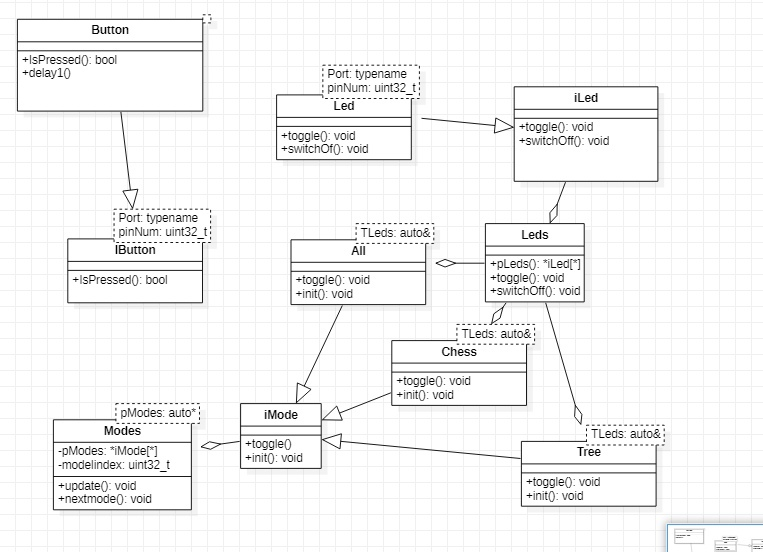 Button
+IsPressed(): bool
+delay1()
Port: typename
pinNum: uint32_t
Led
+toggle(): void
+switchOf(): void
iLed
+toggle(): void
+switchOff(): void
Port: typename
pinNum: uint32_t
IButton
+IsPressed(): bool
TLeds: auto&
All
+toggle(): void
+init(): void
Leds
+pLeds(): *iLed[*]
+toggle(): void
+switchOff(): void
TLeds: auto&
Chess
+toggle(): void
+init(): void
pModes: auto*
Modes
-pModes: *iMode[*]
-modelindex: uint32_t
+update(): void
+nextmode(): void
iMode
+toggle()
+init(): void
TLeds: auto&
Tree
+toggle(): void
+init(): void